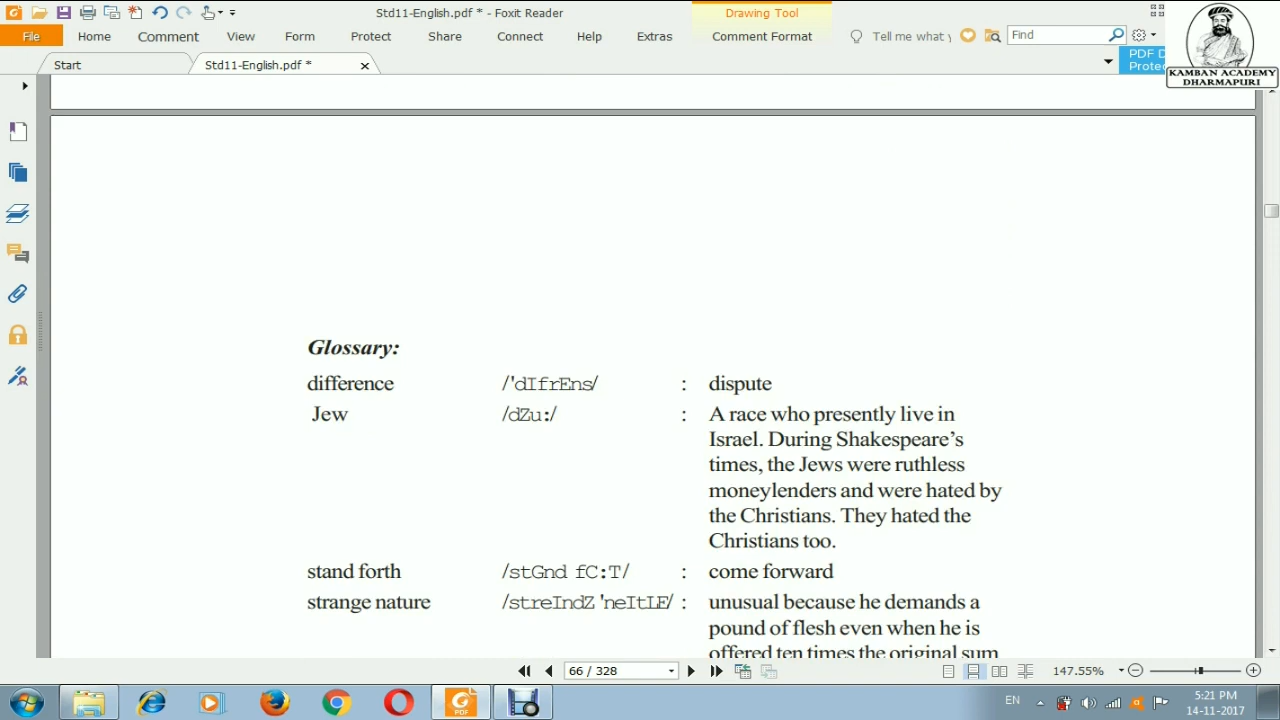 Std11-English.pdf * - Foxit Reader
Drawing Tool
File Home Comment View Form Protect Share Connect Help Extras Comment Format Tell me what y Find
Start Std11-English.pdf *
PDF D
Prote
KAMBAN ACADEMY
DHARMAPURI
Glossary:
difference /'dIfrEns/ : dispute
Jew /dZu:/ : A race who presently live in
Israel. During Shakespeare's
times, the Jews were ruthless
moneylenders and were hated by
the Christians. They hated the
Christians too.
stand forth /stGnd fC:T/ : come forward
strange nature /streIndZ 'neItLE/ : unusual because he demands a
pound of flesh even when he is
offered ten times the original sum
66 / 328 147.55%
EN 5:21 PM
14-11-2017